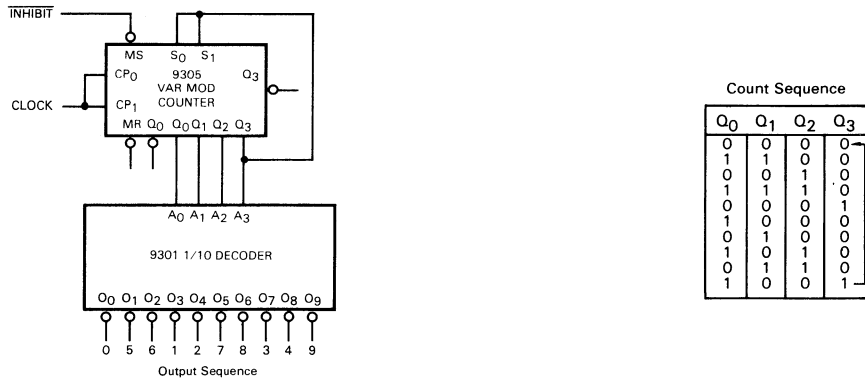 INHIBIT
MS S0 S1
CP0 9305 Q3
VAR MOD
CLOCK CP1 COUNTER
MR Q0 Q0 Q1 Q2 Q3
A0 A1 A2 A3
9301 1/10 DECODER
O0 O1 O2 O3 O4 O5 O6 O7 O8 O9
0 5 6 1 2 7 8 3 4 9
Output Sequence
Count Sequence
Q0 Q1 Q2 Q3
0 0 0 0
1 1 0 0
0 0 1 0
1 1 1 0
0 0 0 1
1 0 0 0
0 1 0 0
1 0 1 0
0 1 1 0
1 0 0 1